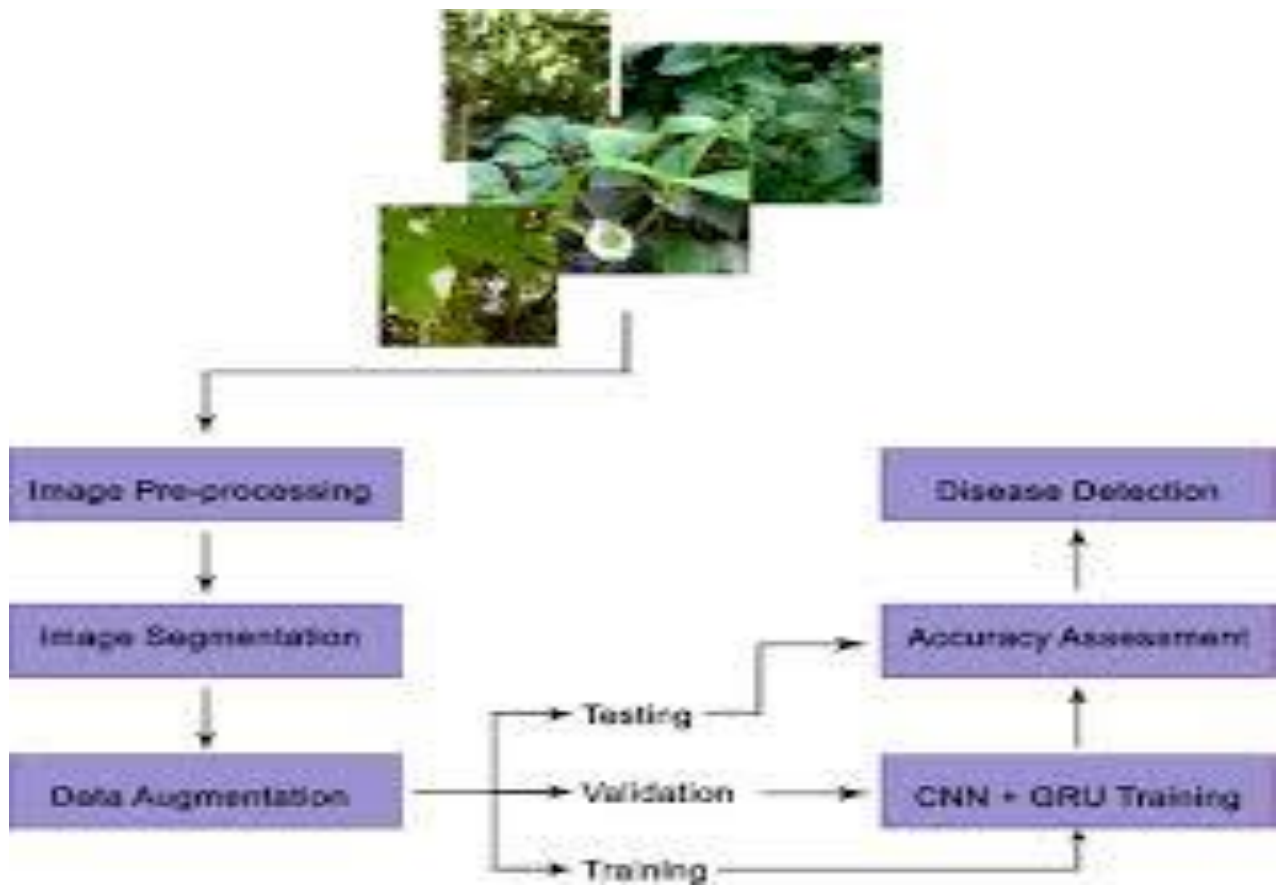 Image Pre-processing
Disease Detection
Image Segmentation
Accuracy Assessment
Testing
Data Augmentation
Validation
CNN + GRU Training
Training